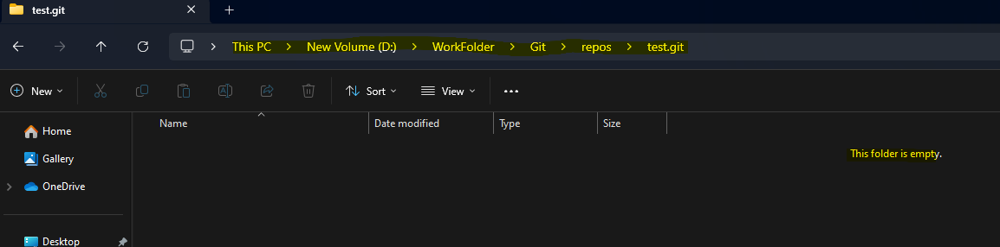 test.git
This PC > New Volume (D:) > WorkFolder > Git > repos > test.git
New Sort View
Name Date modified Type Size
Home
This folder is empty.
Gallery
OneDrive
Desktop